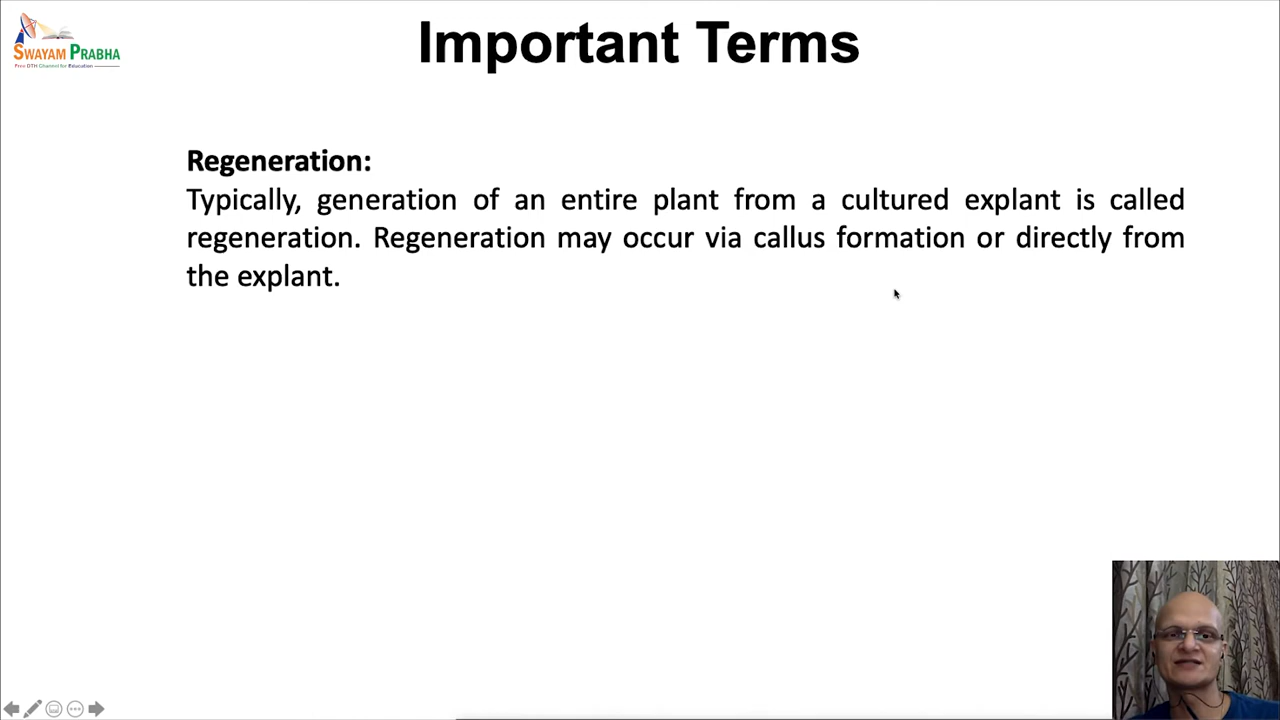 SWAYAM PRABHA
Free DTH Channel for Education
Important Terms
Regeneration:
Typically, generation of an entire plant from a cultured explant is called
regeneration. Regeneration may occur via callus formation or directly from
the explant.